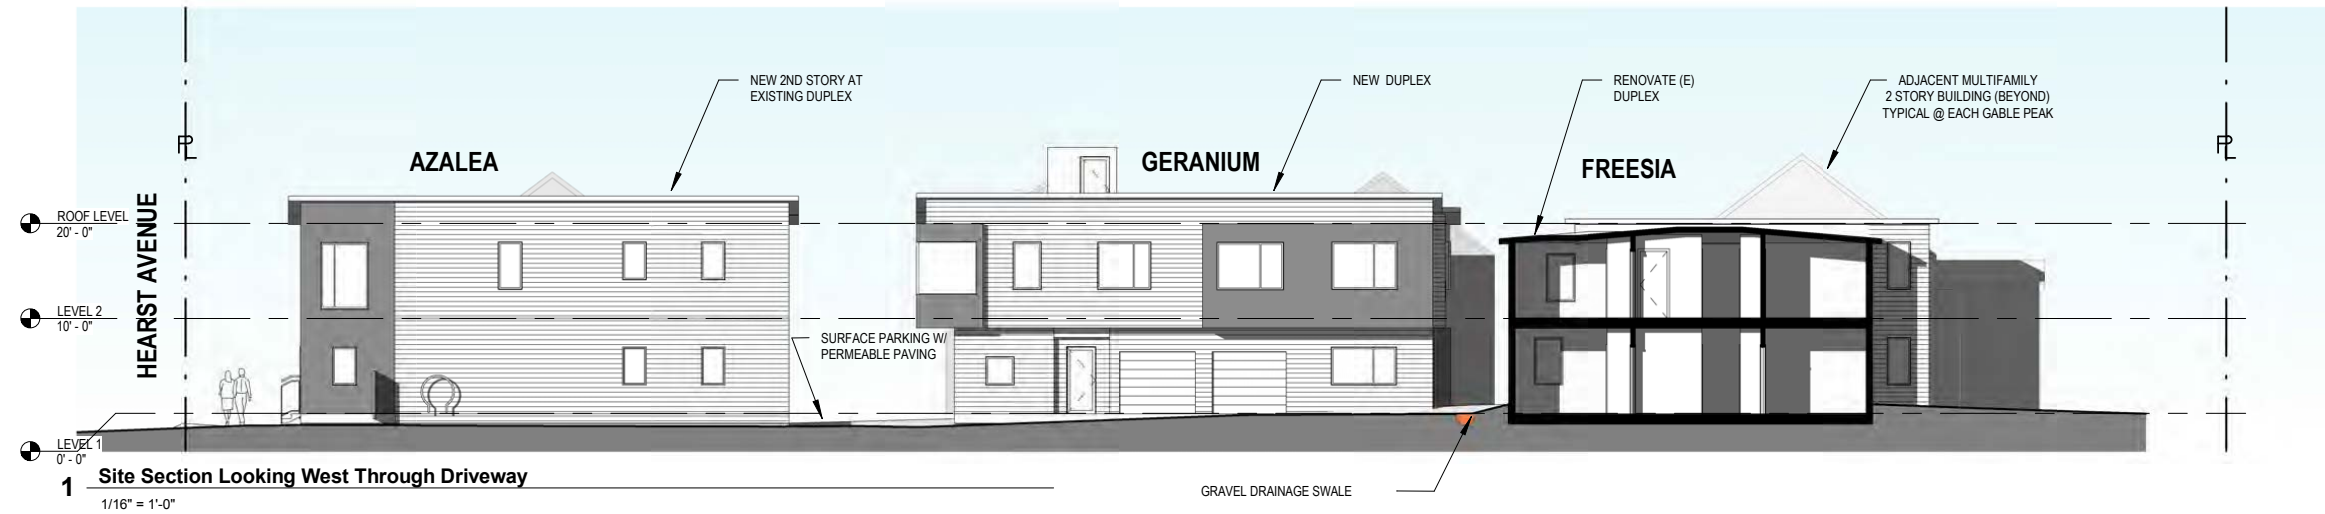 NEW 2ND STORY AT
EXISTING DUPLEX
NEW DUPLEX
RENOVATE (E)
DUPLEX
ADJACENT MULTIFAMILY
2 STORY BUILDING (BEYOND)
TYPICAL @ EACH GABLE PEAK
PL
PL
AZALEA
GERANIUM
FREESIA
HEARST AVENUE
ROOF LEVEL
20' - 0"
LEVEL 2
10' - 0"
SURFACE PARKING W/
PERMEABLE PAVING
LEVEL 1
0' - 0"
1 Site Section Looking West Through Driveway
1/16" = 1'-0"
GRAVEL DRAINAGE SWALE